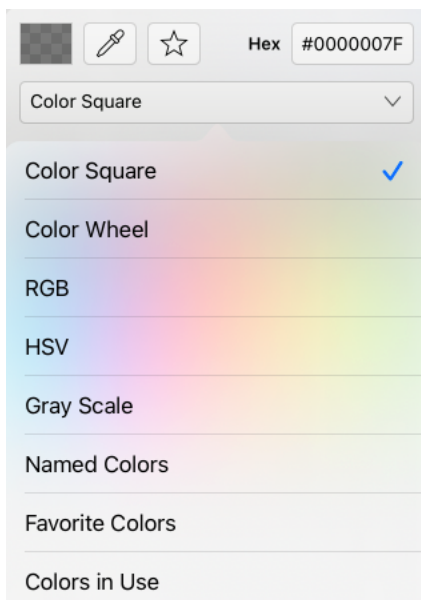 Hex #0000007F
Color Square
Color Square
Color Wheel
RGB
HSV
Gray Scale
Named Colors
Favorite Colors
Colors in Use